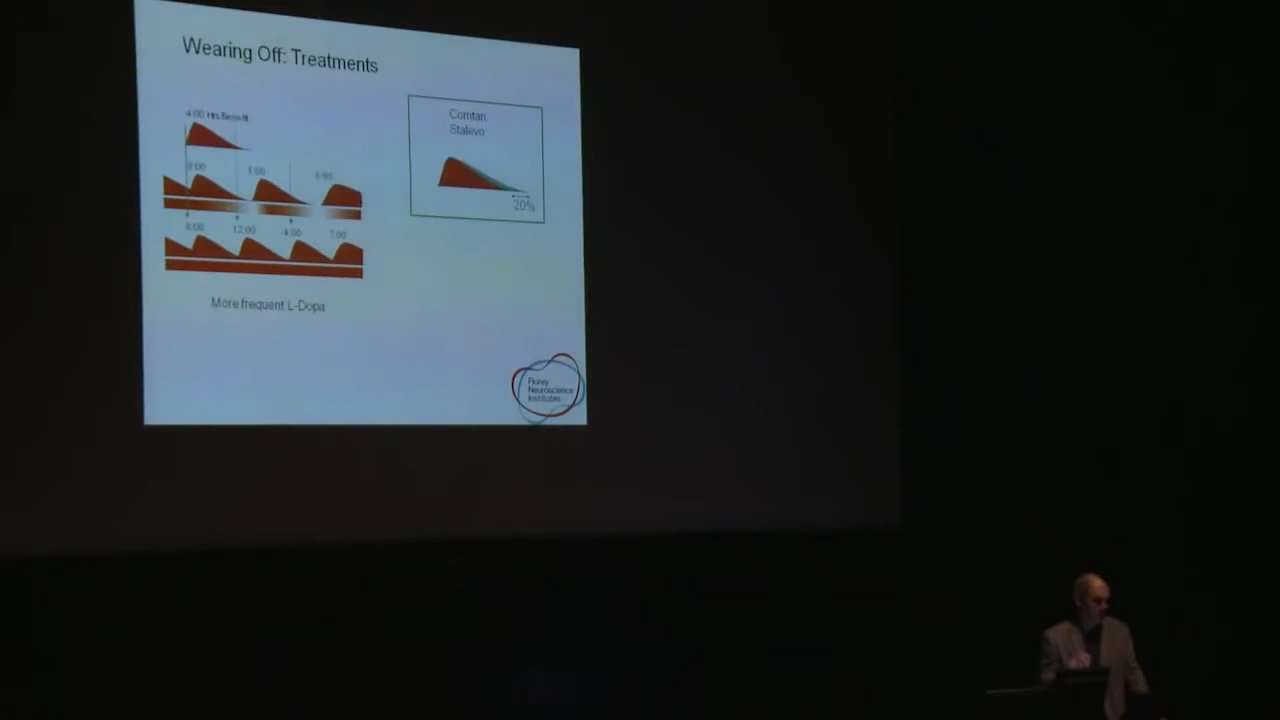 Wearing Off: Treatments
4:00 Hrs Benefit
8:00 1:00 6:00
8:00 12:00 4:00 7:00
More frequent L-Dopa
Comtan
Stalevo
20%
Florey
Neuroscience
Institutes